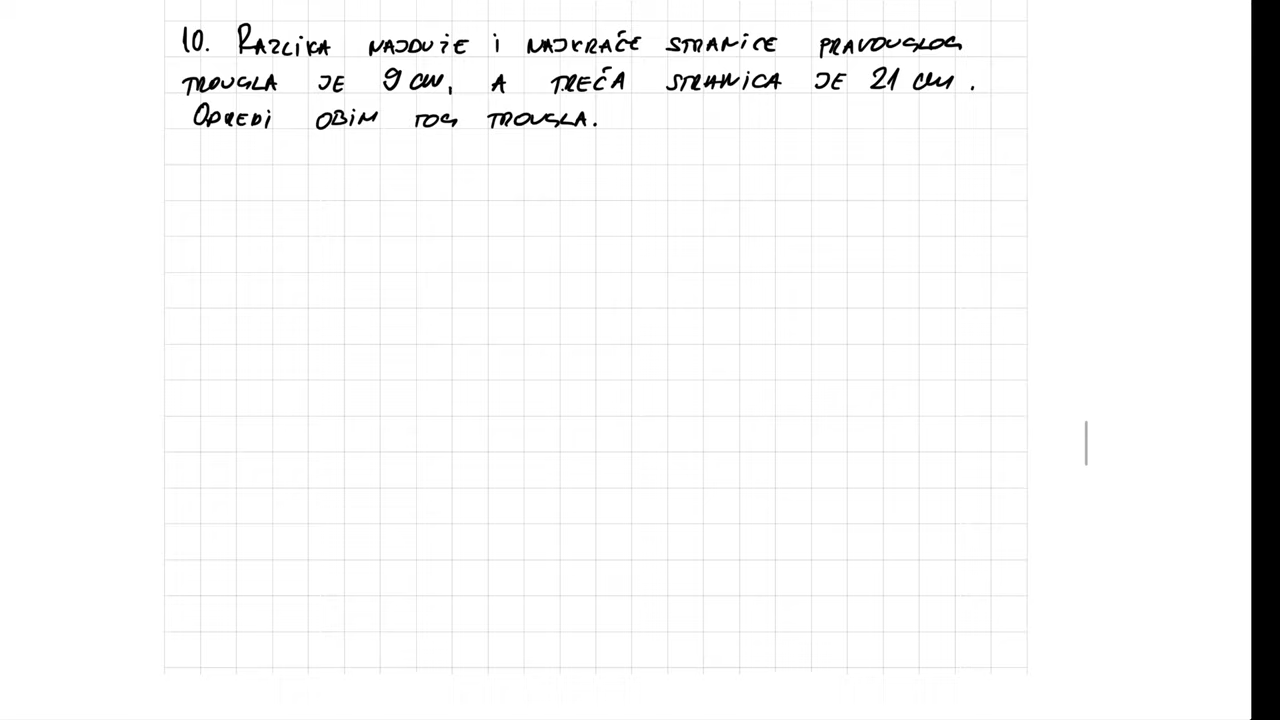 10. RAZLIKA NAJDUŽE I NAJKRAĆE STRANICE PRAVOUGLOG
TROUGLA JE 9 cm, A TREĆA STRANICA JE 21 cm.
ODREDI OBIM TOG TROUGLA.